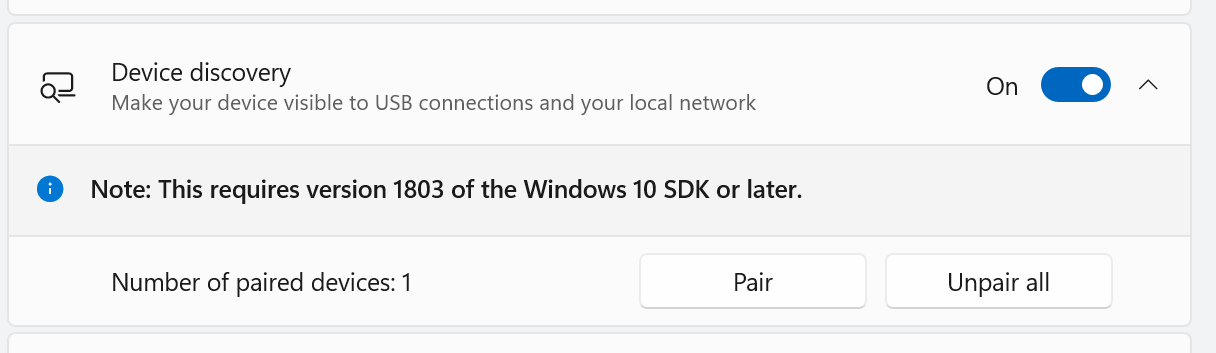 Device discovery
Make your device visible to USB connections and your local network
On
Note: This requires version 1803 of the Windows 10 SDK or later.
Number of paired devices: 1
Pair
Unpair all